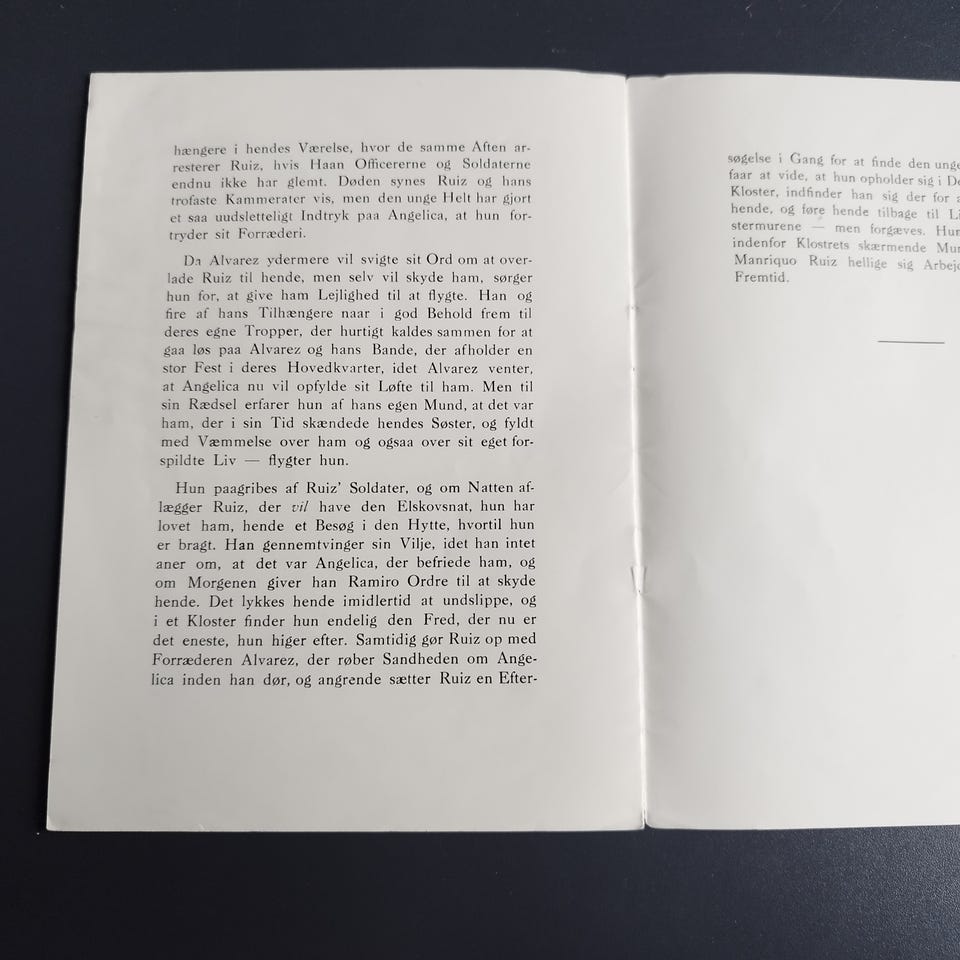 hængere i hendes Værelse, hvor de samme Aften ar-
resterer Ruiz, hvis Haan Officererne og Soldaterne
endnu ikke har glemt. Døden synes Ruiz og hans
trofaste Kammerater vis, men den unge Helt har gjort
et saa uudsletteligt Indtryk paa Angelica, at hun for-
tryder sit Forræderi.
Da Alvarez ydermere vil svigte sit Ord om at over-
lade Ruiz til hende, men selv vil skyde ham, sørger
hun for, at give ham Lejlighed til at flygte. Han og
fire af hans Tilhængere naar i god Behold frem til
deres egne Tropper, der hurtigt kaldes sammen for at
gaa løs paa Alvarez og hans Bande, der afholder en
stor Fest i deres Hovedkvarter, idet Alvarez venter,
at Angelica nu vil opfylde sit Løfte til ham. Men til
sin Rædsel erfarer hun af hans egen Mund, at det var
ham, der i sin Tid skændede hendes Søster, og fyldt
med Væmmelse over ham og ogsaa over sit eget for-
spildte Liv — flygter hun.
Hun paagribes af Ruiz' Soldater, og om Natten af-
lægger Ruiz, der vil have den Elskovsnat, hun har
lovet ham, hende et Besøg i den Hytte, hvortil hun
er bragt. Han gennemtvinger sin Vilje, idet han intet
aner om, at det var Angelica, der befriede ham, og
om Morgenen giver han Ramiro Ordre til at skyde
hende. Det lykkes hende imidlertid at undslippe, og
i et Kloster finder hun endelig den Fred, der nu er
det eneste, hun higer efter. Samtidig gør Ruiz op med
Forræderen Alvarez, der røber Sandheden om Ange-
lica inden han dør, og angrende sætter Ruiz en Efter-
søgelse i Gang for at finde den unge
faar at vide, at hun opholder sig i De
Kloster, indfinder han sig der for a
hende, og føre hende tilbage til Li
stermurene — men forgæves. Hun
indenfor Klostrets skærmende Mur
Manriquo Ruiz hellige sig Arbejd
Fremtid.